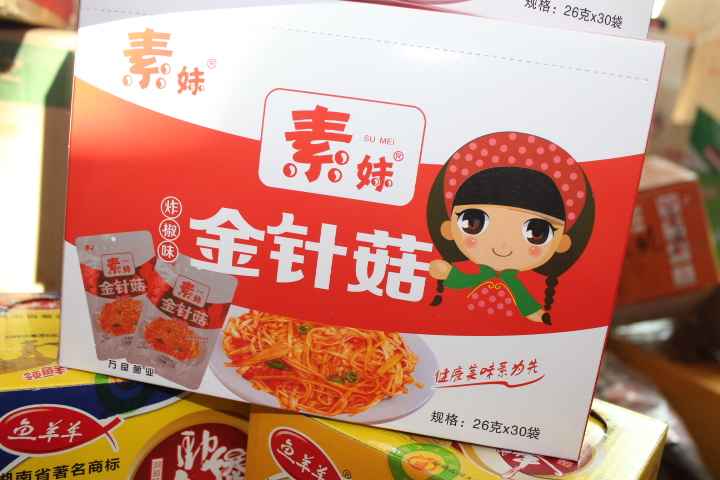 规格：26克x30袋
素妹®
素妹®
SU MEI
炸椒味
金针菇
素妹
金针菇
素妹
金针菇
健康美味素为先
规格：26克x30袋
鱼羊羊
湖南省著名商标
鱼羊羊®